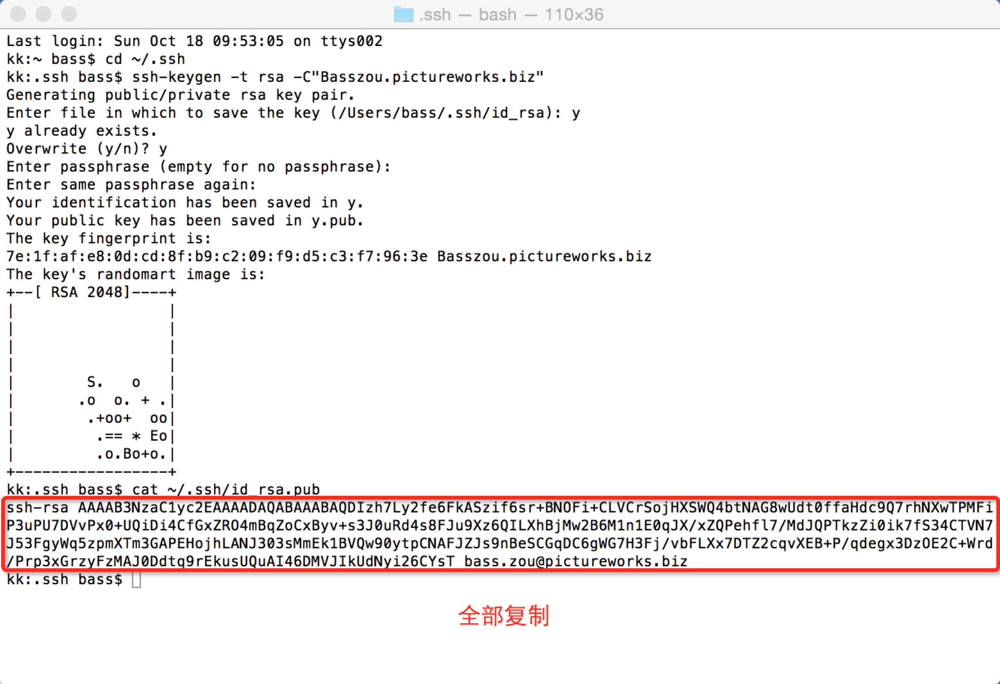 .ssh — bash — 110×36
Last login: Sun Oct 18 09:53:05 on ttys002
kk:~ bass$ cd ~/.ssh
kk:.ssh bass$ ssh-keygen -t rsa -C"Basszou.pictureworks.biz"
Generating public/private rsa key pair.
Enter file in which to save the key (/Users/bass/.ssh/id_rsa): y
y already exists.
Overwrite (y/n)? y
Enter passphrase (empty for no passphrase):
Enter same passphrase again:
Your identification has been saved in y.
Your public key has been saved in y.pub.
The key fingerprint is:
7e:1f:af:e8:0d:cd:8f:b9:c2:09:f9:d5:c3:f7:96:3e Basszou.pictureworks.biz
The key's randomart image is:
+--[ RSA 2048]----+
|                 |
|                 |
|                 |
|                 |
|        S.   o   |
|       .o  o. + .|
|        .+oo+  oo|
|         .== * Eo|
|         .o.Bo+o.|
+-----------------+
kk:.ssh bass$ cat ~/.ssh/id_rsa.pub
ssh-rsa AAAAB3NzaC1yc2EAAAADAQABAAABAQDIzh7Ly2fe6FkASzif6sr+BNOFi+CLVCrSojHXSWQ4btNAG8wUdt0ffaHdc9Q7rhNXwTPMFi
P3uPU7DVvPx0+UQiDi4CfGxZRO4mBqZoCxByv+s3J0uRd4s8FJu9Xz6QILXhBjMw2B6M1n1E0qJX/xZQPehfl7/MdJQPTkzZi0ik7fS34CTVN7
J53FgyWq5zpmXTm3GAPEHojhLANJ303sMmEk1BVQw90ytpCNAFJZJs9nBeSCGqDC6gWG7H3Fj/vbFLXx7DTZ2cqvXEB+P/qdegx3DzOE2C+Wrd
/Prp3xGrzyFzMAJ0Ddtq9rEkusUQuAI46DMVJIkUdNyi26CYsT bass.zou@pictureworks.biz
kk:.ssh bass$
全部复制